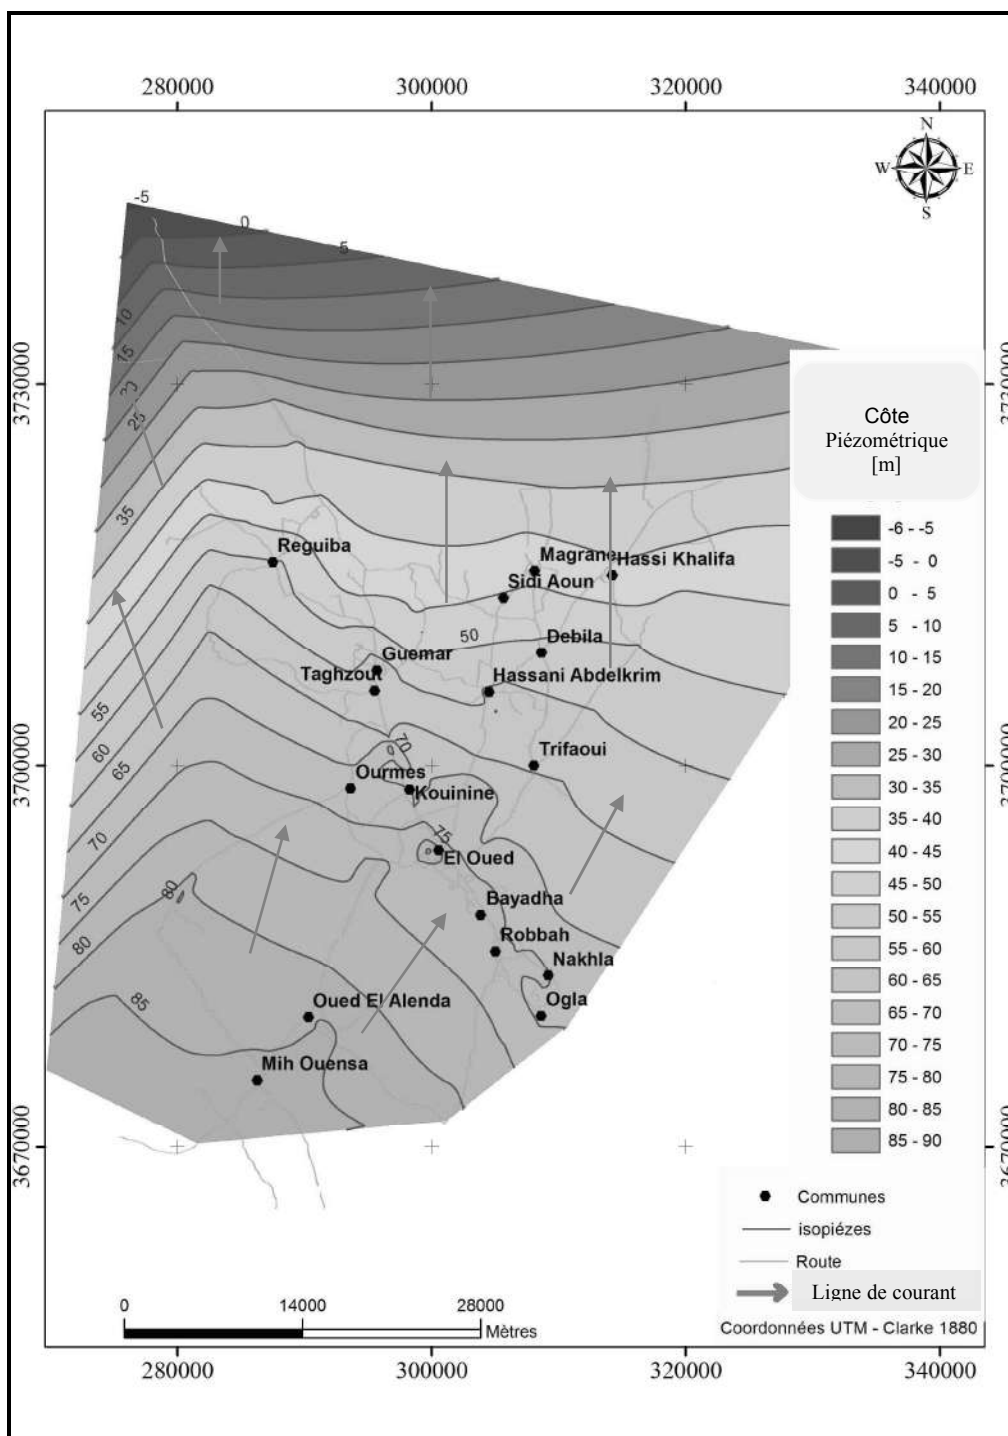 280000 300000 320000 340000
N
W E
S
-5
0
5
10
15
20
25
35
3730000 3730000
Côte
Piézométrique
[m]
-6 - -5
-5 - 0
0 - 5
5 - 10
10 - 15
15 - 20
20 - 25
25 - 30
30 - 35
35 - 40
40 - 45
45 - 50
50 - 55
55 - 60
60 - 65
65 - 70
70 - 75
75 - 80
80 - 85
85 - 90
Reguiba
Magrane
Hassi Khalifa
Sidi Aoun
50
Debila
Guemar
Taghzout
Hassani Abdelkrim
55
60
65
70
Trifaoui
3700000 3700000
Ourmes
Kouinine
70
75
El Oued
75
80
80
Bayadha
Robbah
Nakhla
85
Oued El Alenda
Ogla
Mih Ouensa
3670000 3670000
Communes
isopiézes
Route
Ligne de courant
0 14000 28000
Mètres
Coordonnées UTM - Clarke 1880
280000 300000 320000 340000